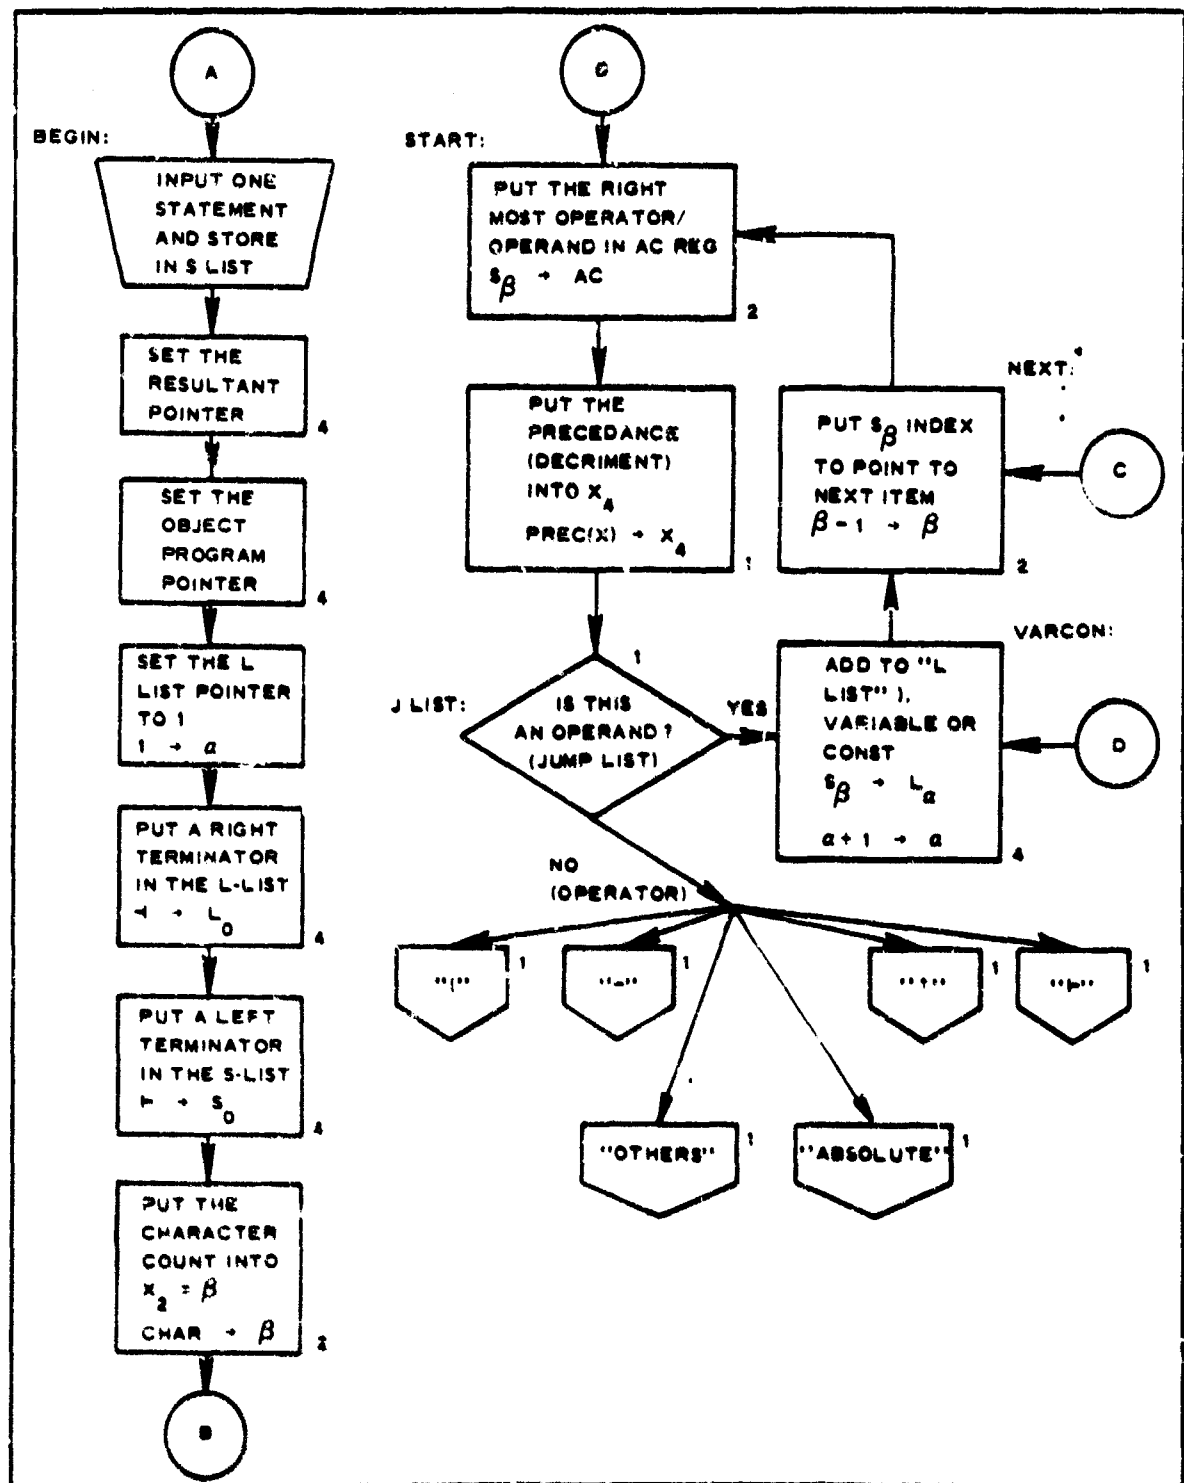 A
BEGIN:
INPUT ONE
STATEMENT
AND STORE
IN S LIST
SET THE
RESULTANT
POINTER
4
SET THE
OBJECT
PROGRAM
POINTER
4
SET THE L
LIST POINTER
TO 1
1 → α
PUT A RIGHT
TERMINATOR
IN THE L-LIST
⊣ → L0
4
PUT A LEFT
TERMINATOR
IN THE S-LIST
⊢ → S0
4
PUT THE
CHARACTER
COUNT INTO
X2 = β
CHAR → β
B
START:
PUT THE RIGHT
MOST OPERATOR/
OPERAND IN AC REG
Sβ → AC
2
PUT THE
PRECEDANCE
(DECRIMENT)
INTO X4
PREC(X) → X4
1
J LIST:
1
IS THIS
AN OPERAND?
(JUMP LIST)
YES
NO
(OPERATOR)
NEXT:
PUT Sβ INDEX
TO POINT TO
NEXT ITEM
β - 1 → β
2
C
VARCON:
ADD TO "L
LIST"),
VARIABLE OR
CONST
Sβ → Lα
α + 1 → α
4
D
1
"-"
1
1
"⊢"
1
"OTHERS"
1
"ABSOLUTE"
1